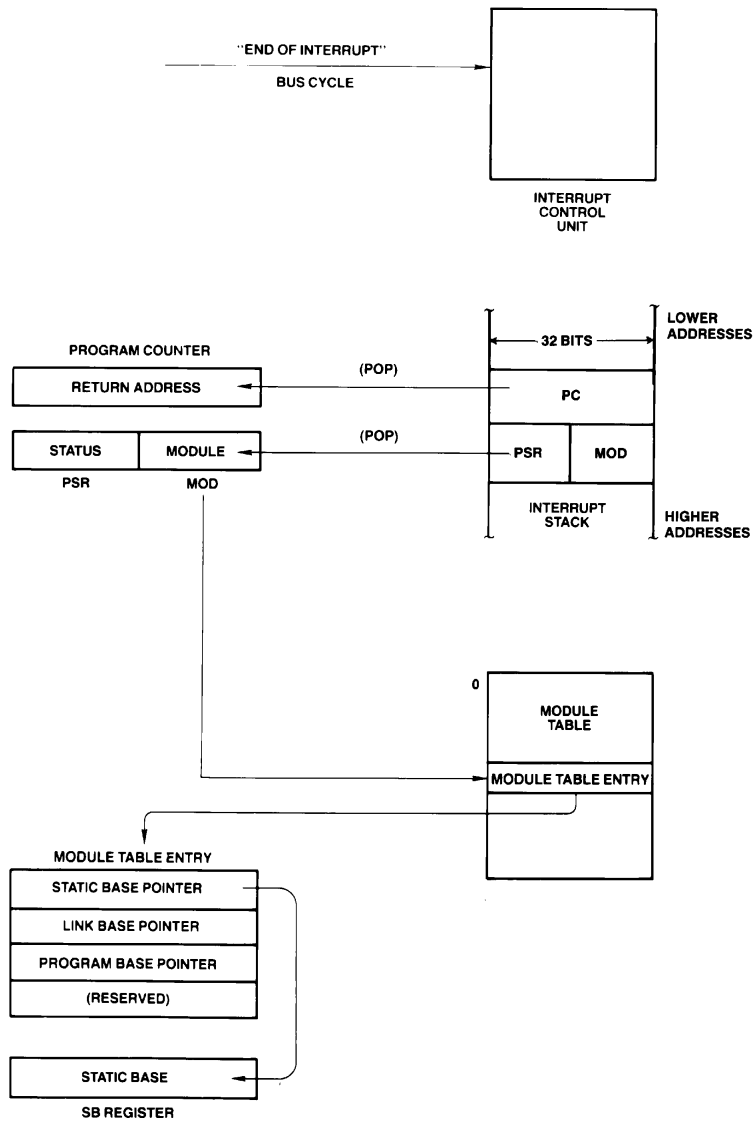 "END OF INTERRUPT"
BUS CYCLE
INTERRUPT
CONTROL
UNIT
LOWER
ADDRESSES
32 BITS
PROGRAM COUNTER
(POP)
RETURN ADDRESS
PC
(POP)
STATUS
MODULE
PSR
MOD
PSR
MOD
INTERRUPT
STACK
HIGHER
ADDRESSES
0
MODULE
TABLE
MODULE TABLE ENTRY
MODULE TABLE ENTRY
STATIC BASE POINTER
LINK BASE POINTER
PROGRAM BASE POINTER
(RESERVED)
STATIC BASE
SB REGISTER